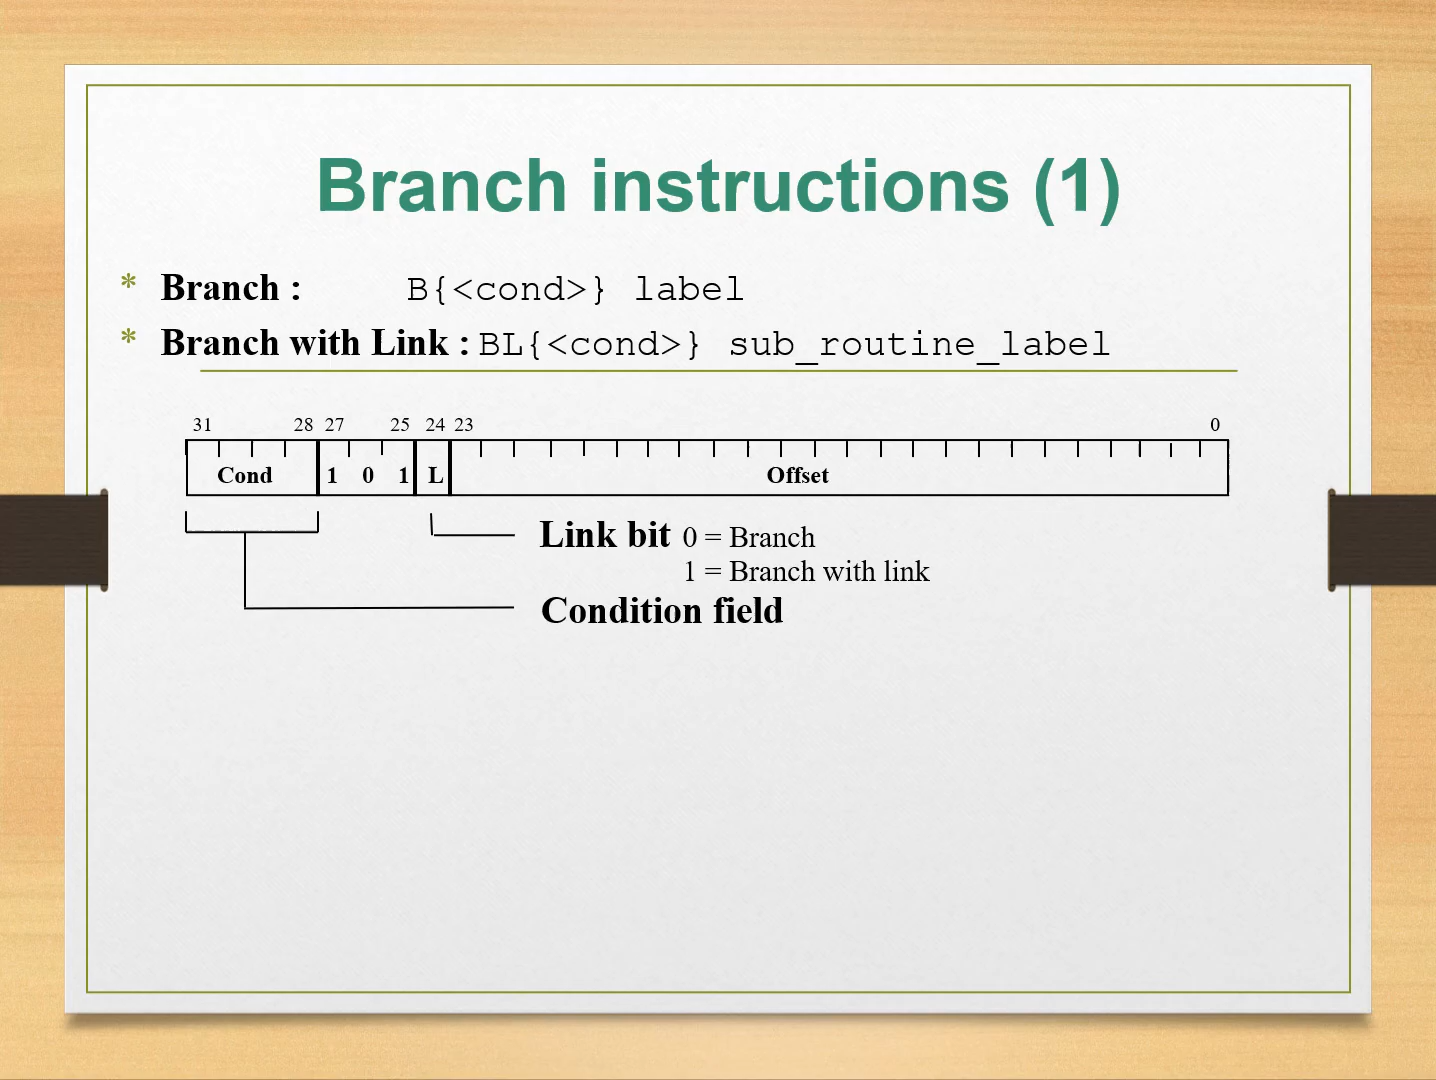 Branch instructions (1)
* Branch : B{<cond>} label
* Branch with Link : BL{<cond>} sub_routine_label
31 28 27 25 24 23 0
Cond 1 0 1 L Offset
Link bit 0 = Branch
1 = Branch with link
Condition field